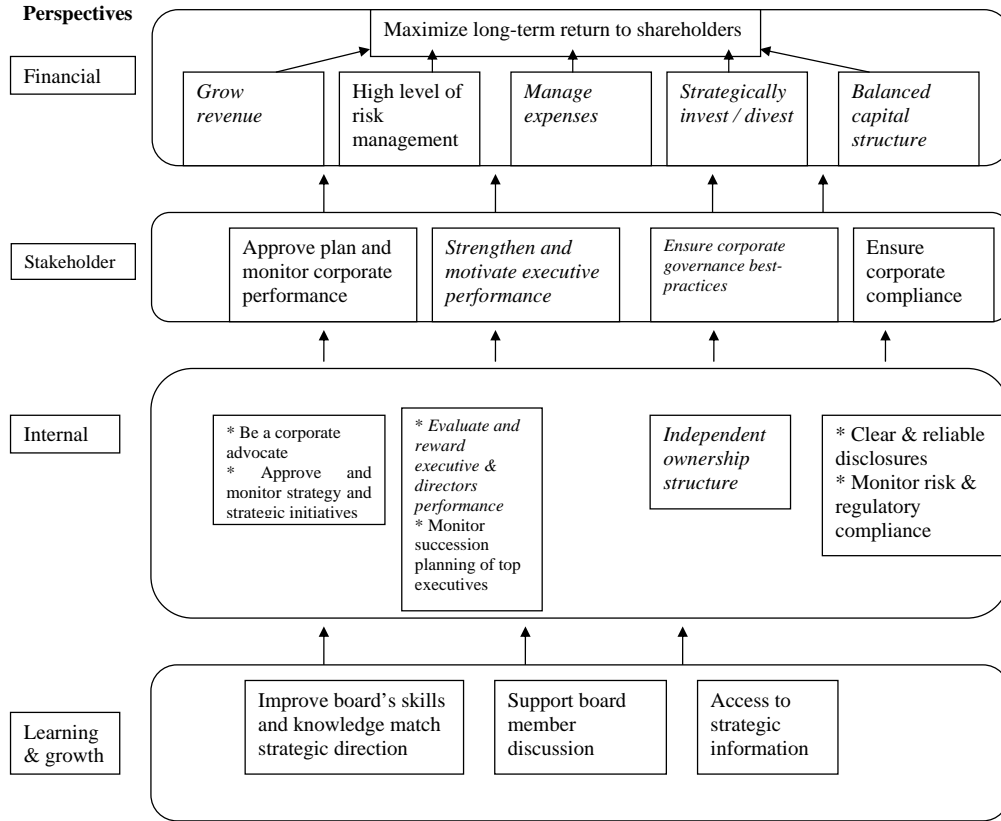 Perspectives
Maximize long-term return to shareholders
Financial
Grow
revenue
High level of
risk
management
Manage
expenses
Strategically
invest / divest
Balanced
capital
structure
Stakeholder
Approve plan and
monitor corporate
performance
Strengthen and
motivate executive
performance
Ensure corporate
governance best-
practices
Ensure
corporate
compliance
Internal
* Be a corporate
advocate
* Approve and
monitor strategy and
strategic initiatives
* Evaluate and
reward
executive &
directors
performance
* Monitor
succession
planning of top
executives
Independent
ownership
structure
* Clear & reliable
disclosures
* Monitor risk &
regulatory
compliance
Learning
& growth
Improve board's skills
and knowledge match
strategic direction
Support board
member
discussion
Access to
strategic
information